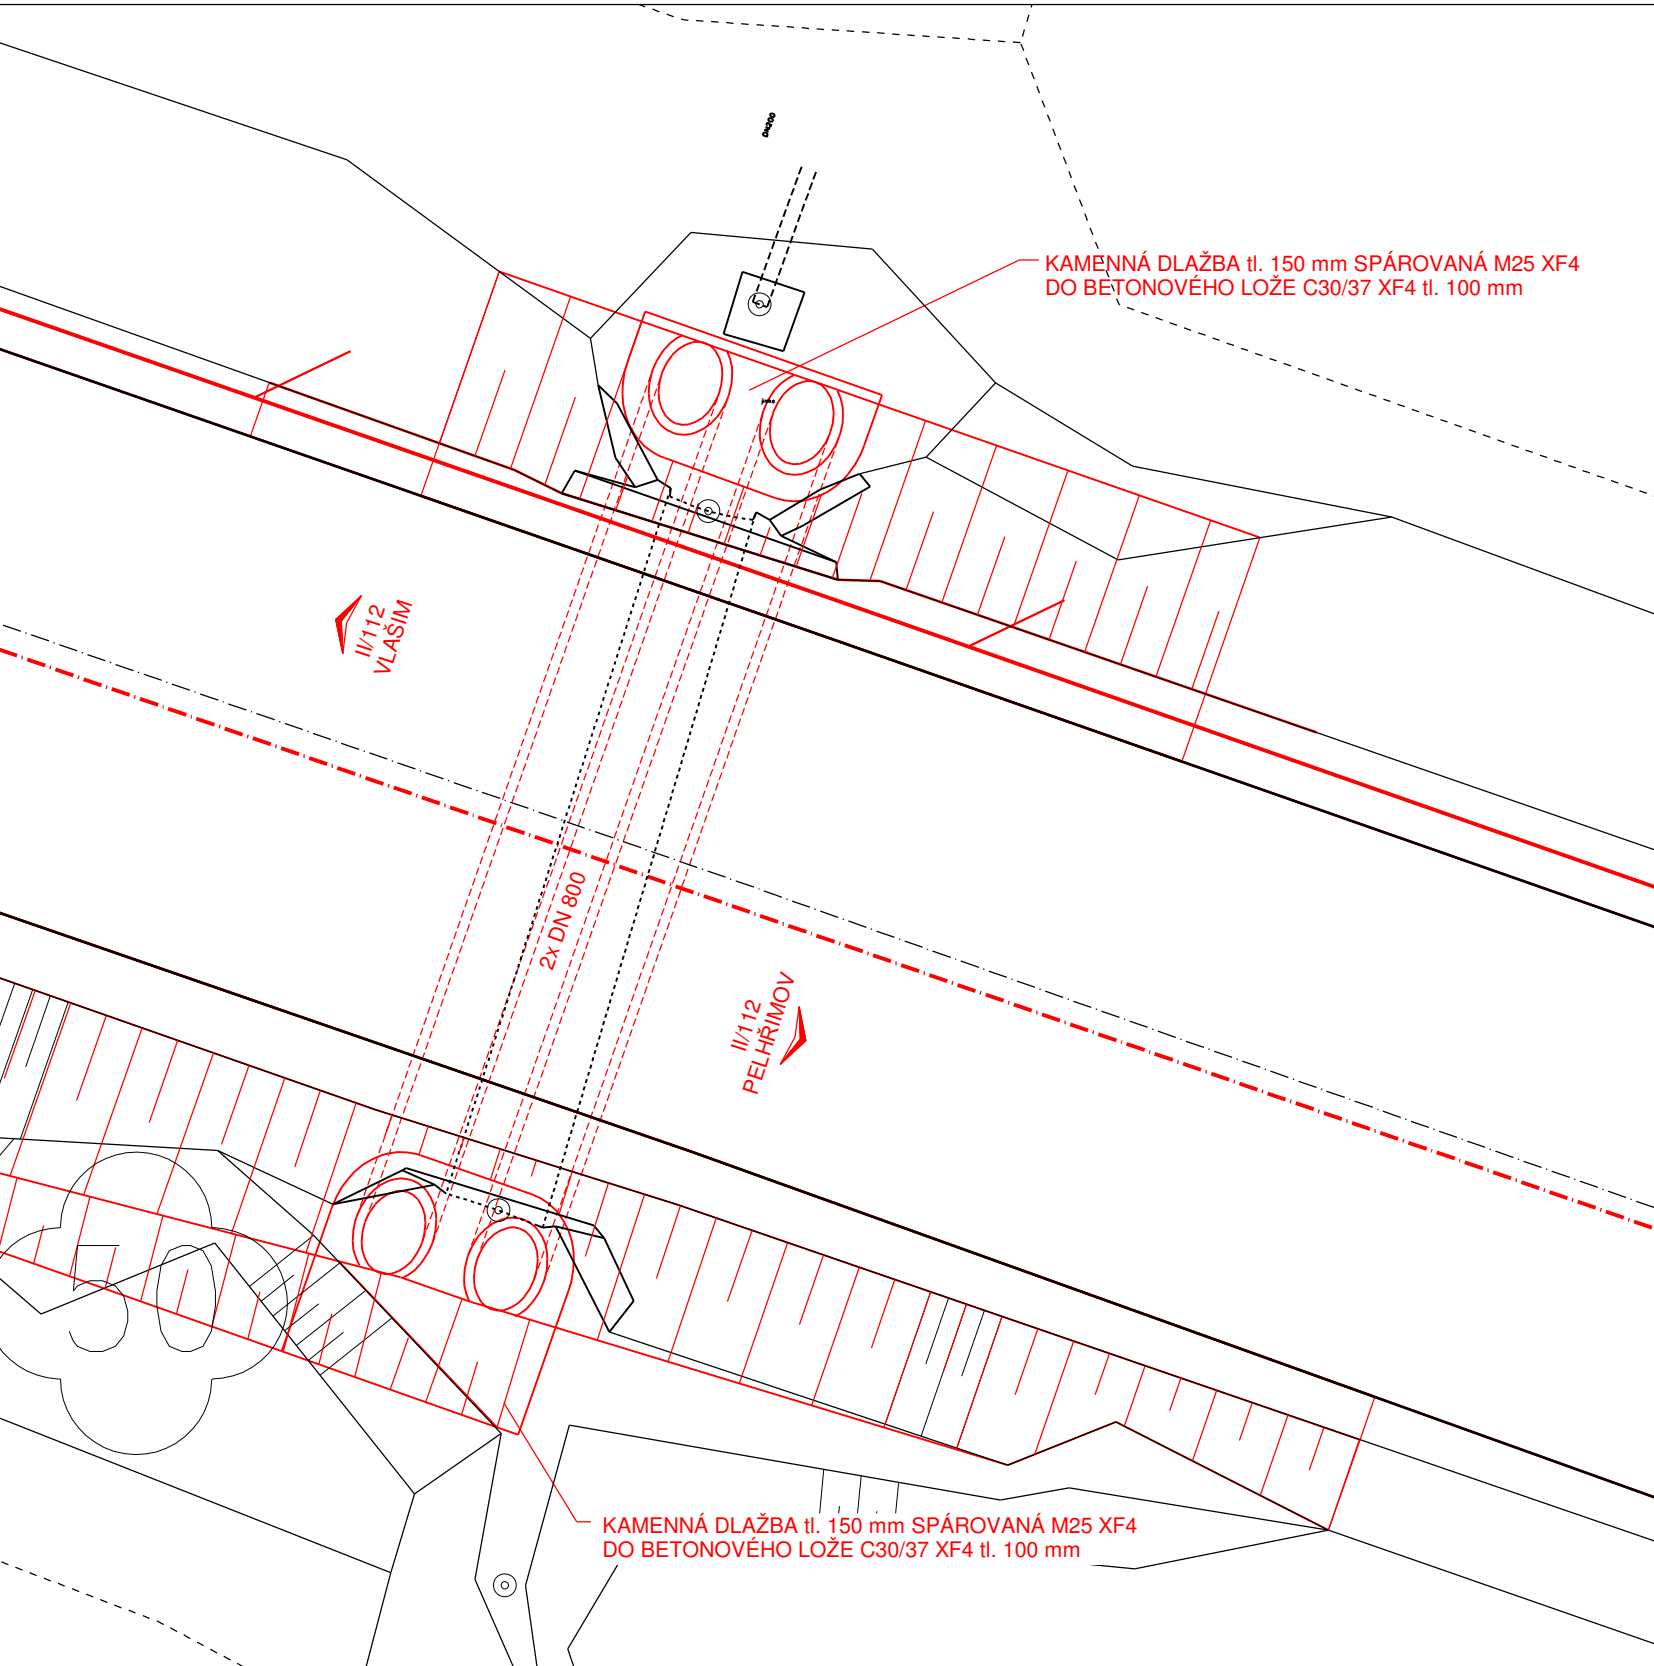 DN200
KAMENNÁ DLAŽBA tl. 150 mm SPÁROVANÁ M25 XF4
DO BETONOVÉHO LOŽE C30/37 XF4 tl. 100 mm
II/112
VLAŠIM
2x DN 800
II/112
PELHŘIMOV
50
KAMENNÁ DLAŽBA tl. 150 mm SPÁROVANÁ M25 XF4
DO BETONOVÉHO LOŽE C30/37 XF4 tl. 100 mm